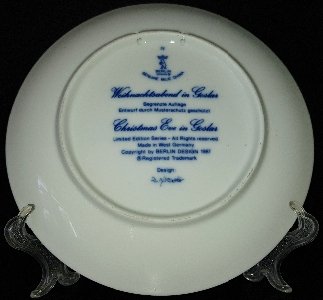 Weihnachtsabend in Goslar
Begrenzte Auflage
Entwurf durch Musterschutz geschützt
Christmas Eve in Goslar
Limited Edition Series - All Rights reserved
Made in West Germany
Copyright by BERLIN DESIGN 1987
®Registered Trademark
Design: